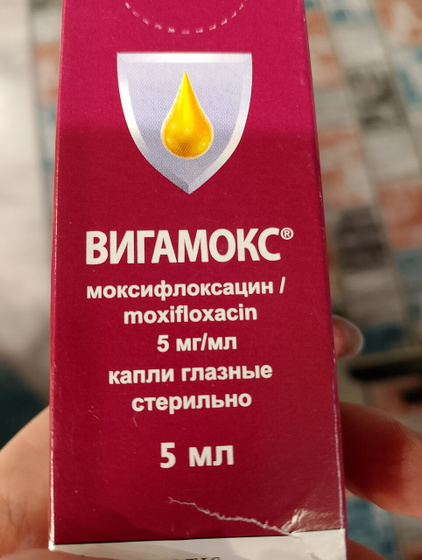 ВИГАМОКС®
моксифлоксацин /
moxifloxacin
5 мг/мл
капли глазные
стерильно
5 мл